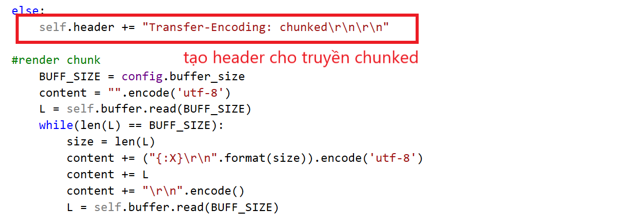 else:
    self.header += "Transfer-Encoding: chunked\r\n\r\n"
tạo header cho truyền chunked
#render chunk
    BUFF_SIZE = config.buffer_size
    content = "".encode('utf-8')
    L = self.buffer.read(BUFF_SIZE)
    while(len(L) == BUFF_SIZE):
        size = len(L)
        content += ("{:X}\r\n".format(size)).encode('utf-8')
        content += L
        content += "\r\n".encode()
        L = self.buffer.read(BUFF_SIZE)